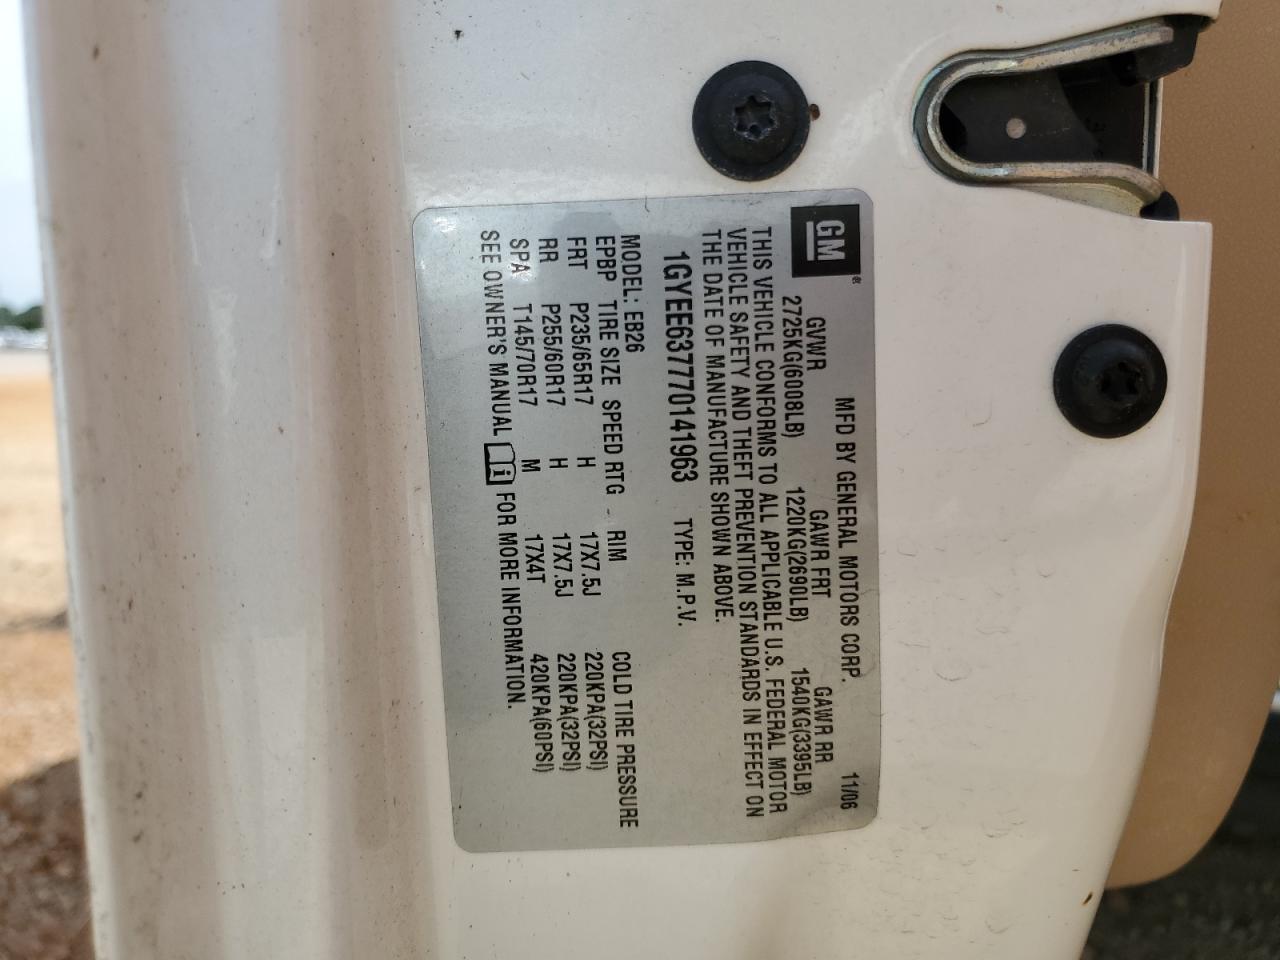 GM
MFD BY GENERAL MOTORS CORP. 11/06
GVWR GAWR FRT GAWR RR
2725KG(6008LB) 1220KG(2690LB) 1540KG(3395LB)
THIS VEHICLE CONFORMS TO ALL APPLICABLE U.S. FEDERAL MOTOR
VEHICLE SAFETY AND THEFT PREVENTION STANDARDS IN EFFECT ON
THE DATE OF MANUFACTURE SHOWN ABOVE.
1GYEE637770141963 TYPE: M.P.V.
MODEL: EB26
EPBP TIRE SIZE SPEED RTG RIM COLD TIRE PRESSURE
FRT P235/65R17 H 17X7.5J 220KPA(32PSI)
RR P255/60R17 H 17X7.5J 220KPA(32PSI)
SPA T145/70R17 M 17X4T 420KPA(60PSI)
SEE OWNER'S MANUAL FOR MORE INFORMATION.